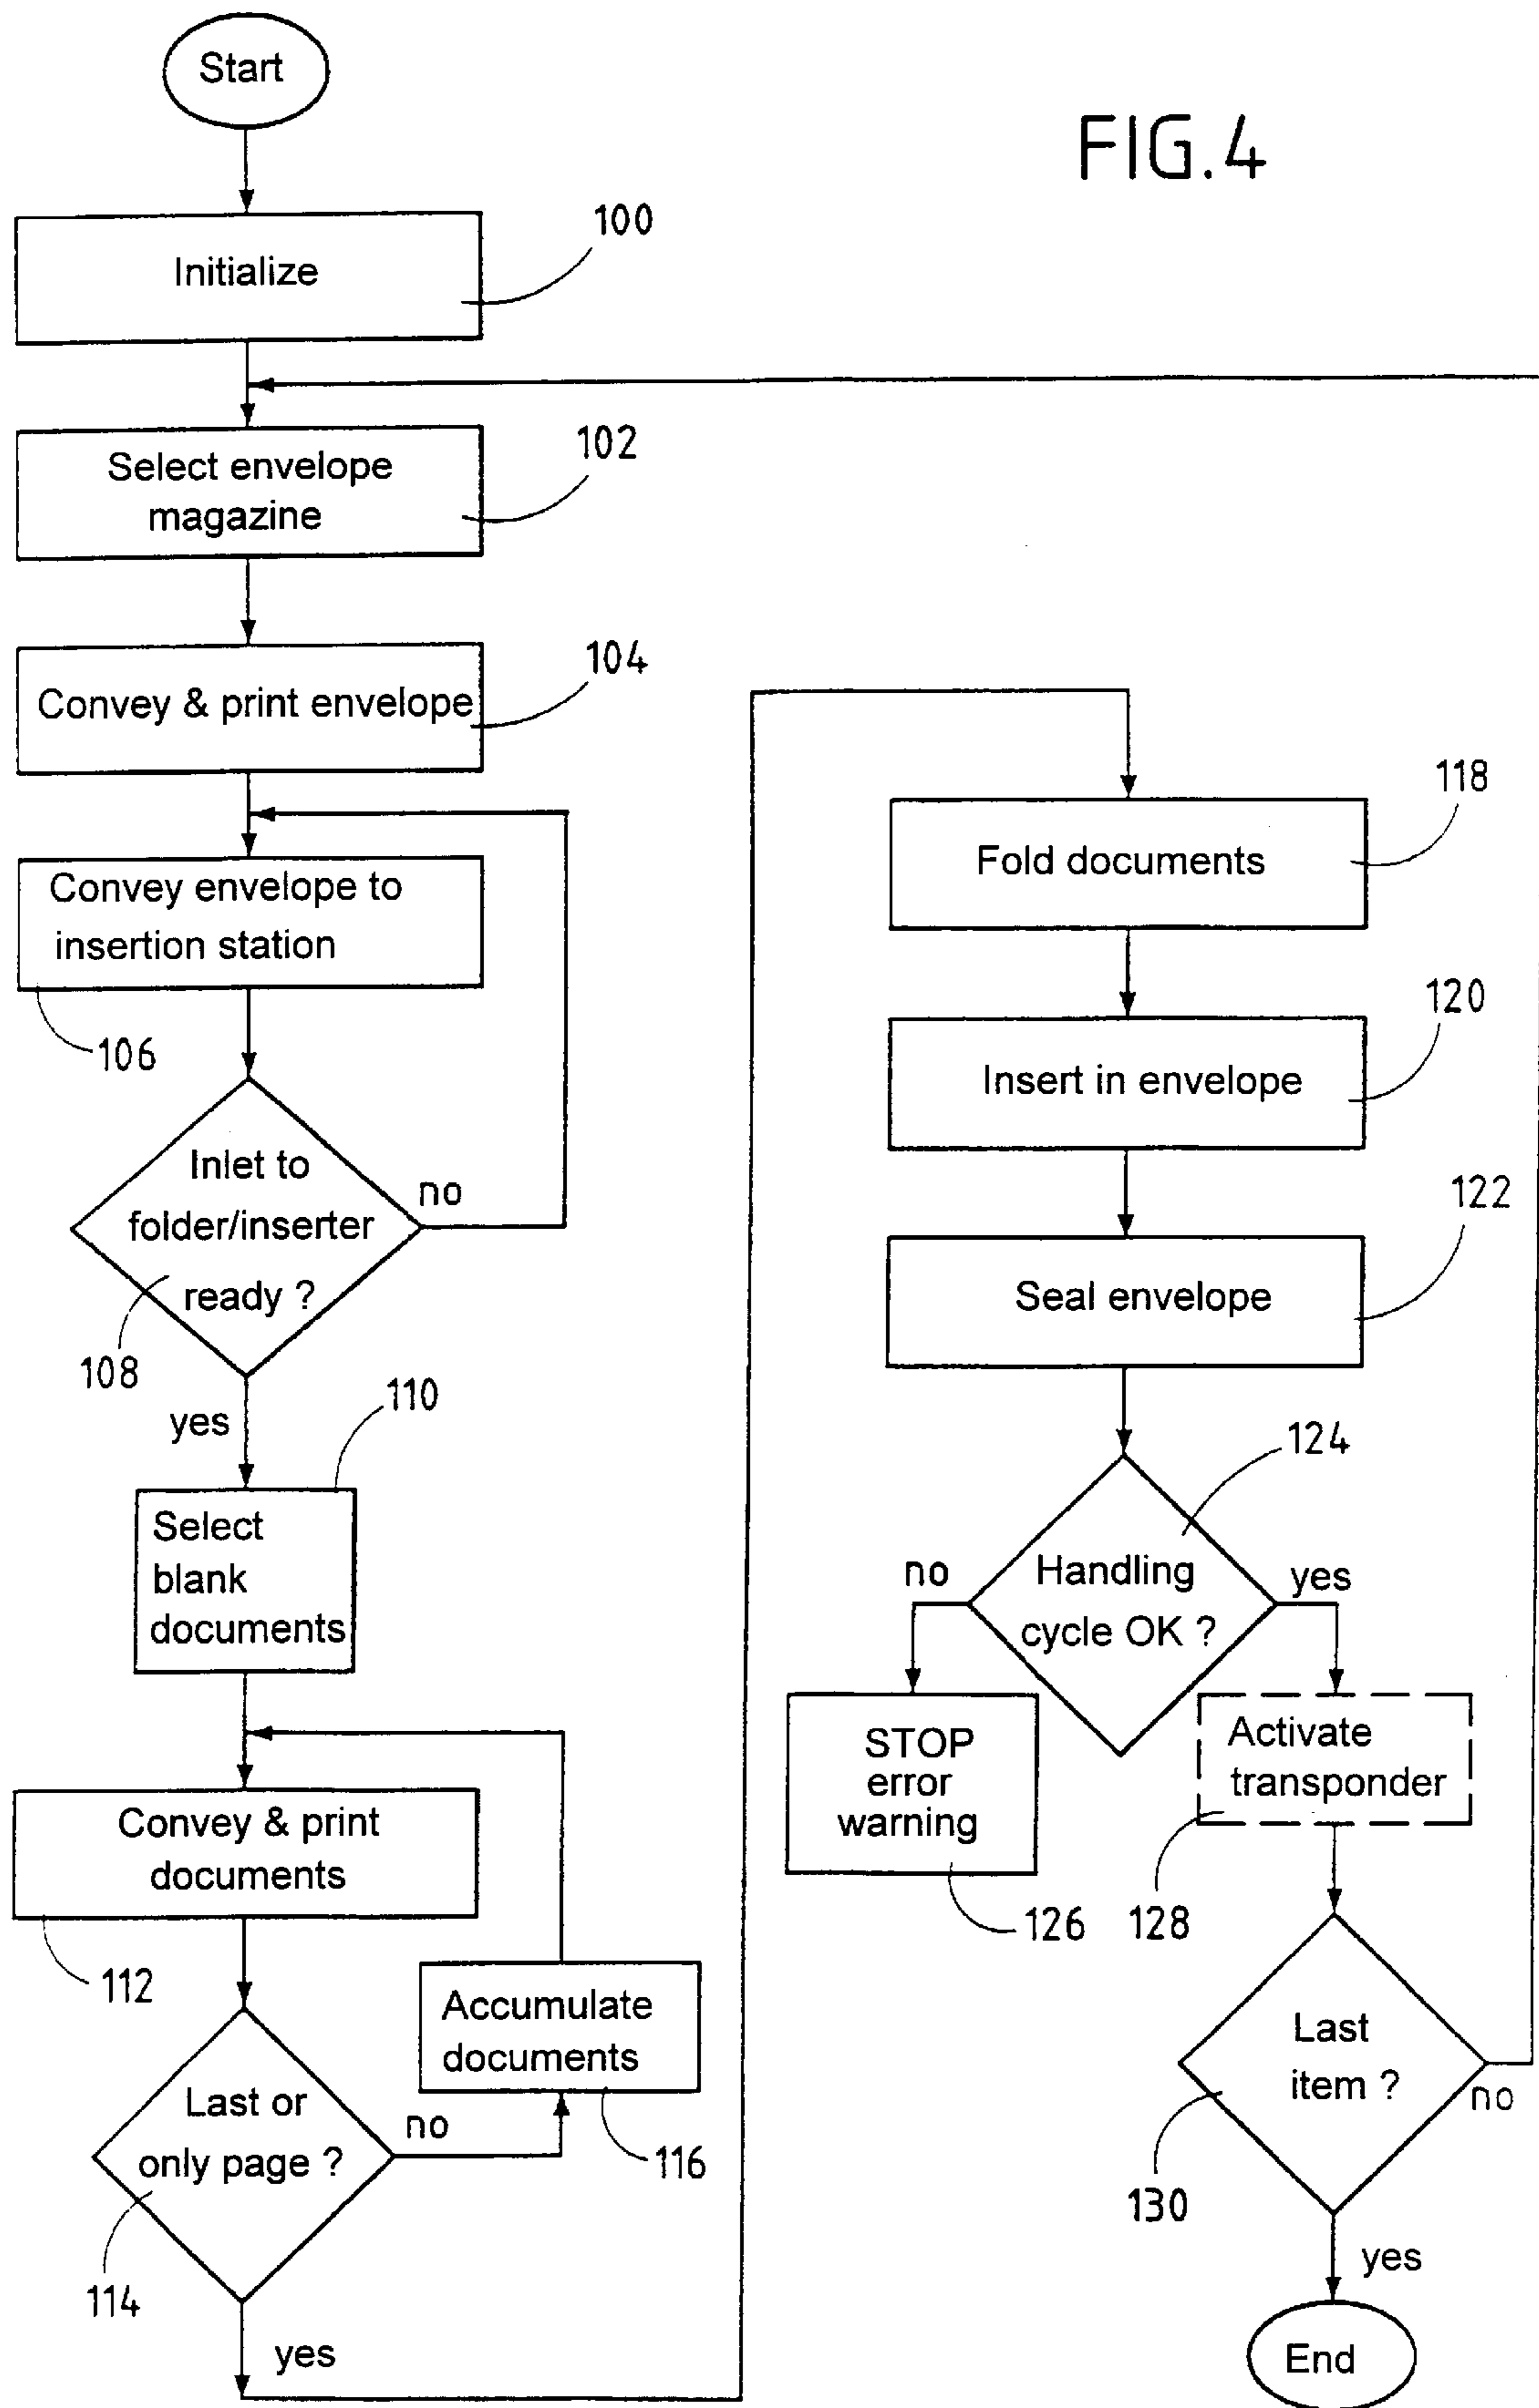 Start
FIG.4
100
Initialize
102
Select envelope
magazine
104
Convey & print envelope
Convey envelope to
insertion station
106
Inlet to
folder/inserter
ready ?
no
108
yes
110
Select
blank
documents
Convey & print
documents
112
Accumulate
documents
116
Last or
only page ?
no
114
yes
118
Fold documents
120
Insert in envelope
122
Seal envelope
124
Handling
cycle OK ?
no
yes
STOP
error
warning
126
Activate
transponder
128
Last
item ?
no
130
yes
End